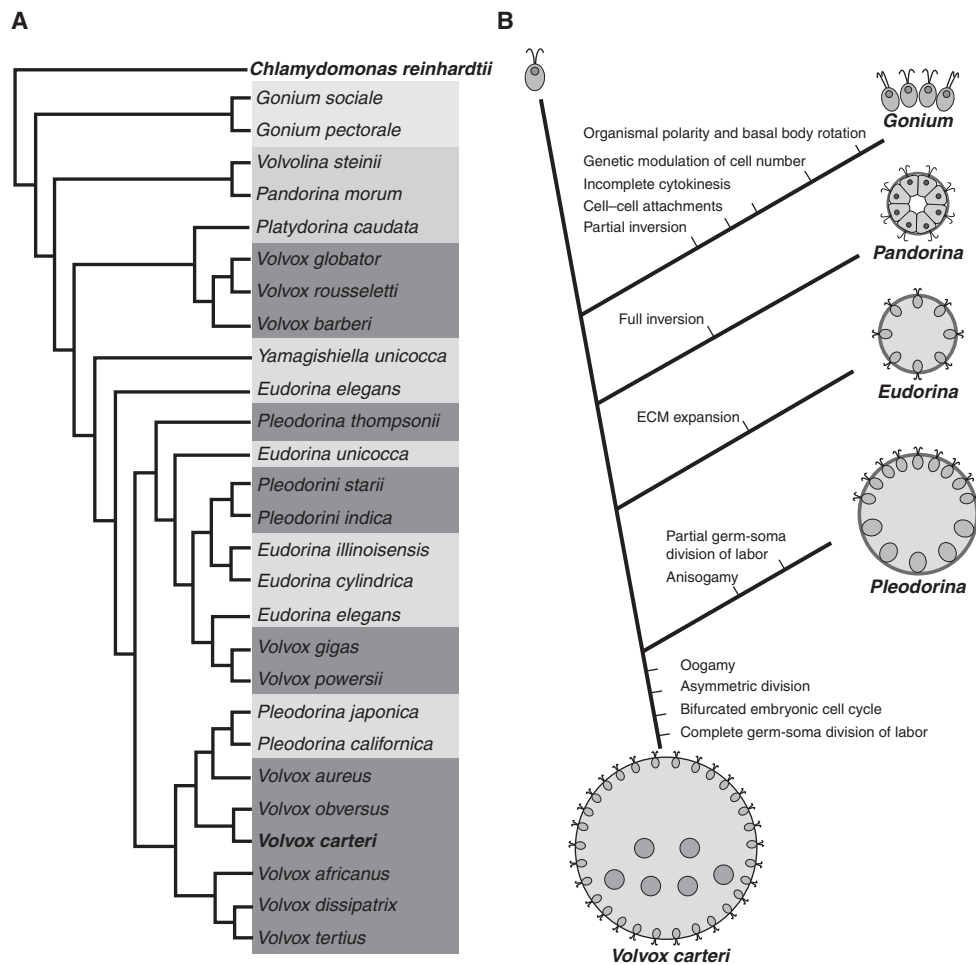 A
Chlamydomonas reinhardtii
Gonium sociale
Gonium pectorale
Volvolina steinii
Pandorina morum
Platydorina caudata
Volvox globator
Volvox rousseletti
Volvox barberi
Yamagishiella unicocca
Eudorina elegans
Pleodorina thompsonii
Eudorina unicocca
Pleodorini starii
Pleodorini indica
Eudorina illinoisensis
Eudorina cylindrica
Eudorina elegans
Volvox gigas
Volvox powersii
Pleodorina japonica
Pleodorina californica
Volvox aureus
Volvox obversus
Volvox carteri
Volvox africanus
Volvox dissipatrix
Volvox tertius
B
Gonium
Organismal polarity and basal body rotation
Genetic modulation of cell number
Incomplete cytokinesis
Cell–cell attachments
Partial inversion
Pandorina
Full inversion
Eudorina
ECM expansion
Pleodorina
Partial germ-soma
division of labor
Anisogamy
Oogamy
Asymmetric division
Bifurcated embryonic cell cycle
Complete germ-soma division of labor
Volvox carteri